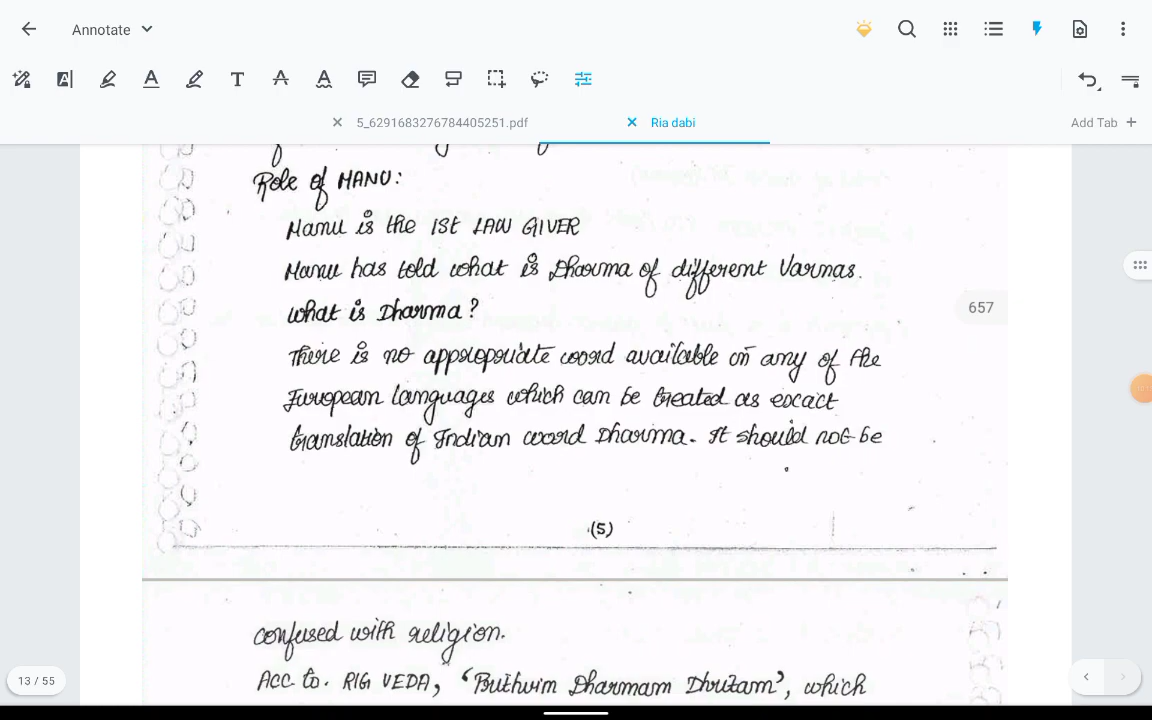 Annotate
5_6291683276784405251.pdf
Ria dabi
Add Tab +
Role of MANU:
Manu is the 1ST LAW GIVER
Manu has told what is Dharma of different Varnas.
What is Dharma?
657
There is no appropriate word available in any of the
European languages which can be treated as exact
translation of Indian word Dharma. It should not be
(5)
confused with religion.
13 / 55
Acc to. RIG VEDA, 'Pruthvim Dharmam Dhrutam', which